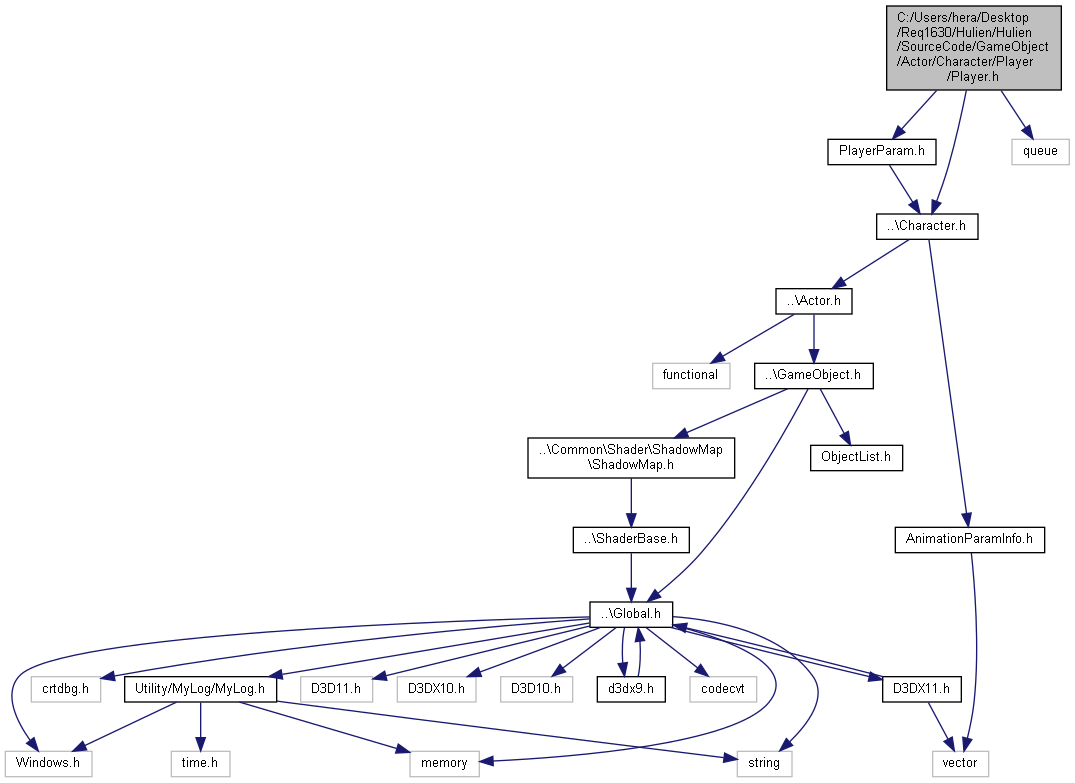 C:/Users/hera/Desktop
/Req1630/Hulien/Hulien
/SourceCode/GameObject
/Actor/Character/Player
/Player.h
PlayerParam.h
queue
..\Character.h
..\Actor.h
functional
..\GameObject.h
..\Common\Shader\ShadowMap
\ShadowMap.h
ObjectList.h
..\ShaderBase.h
AnimationParamInfo.h
..\Global.h
crtdbg.h
Utility/MyLog/MyLog.h
D3D11.h
D3DX10.h
D3D10.h
d3dx9.h
codecvt
D3DX11.h
Windows.h
time.h
memory
string
vector